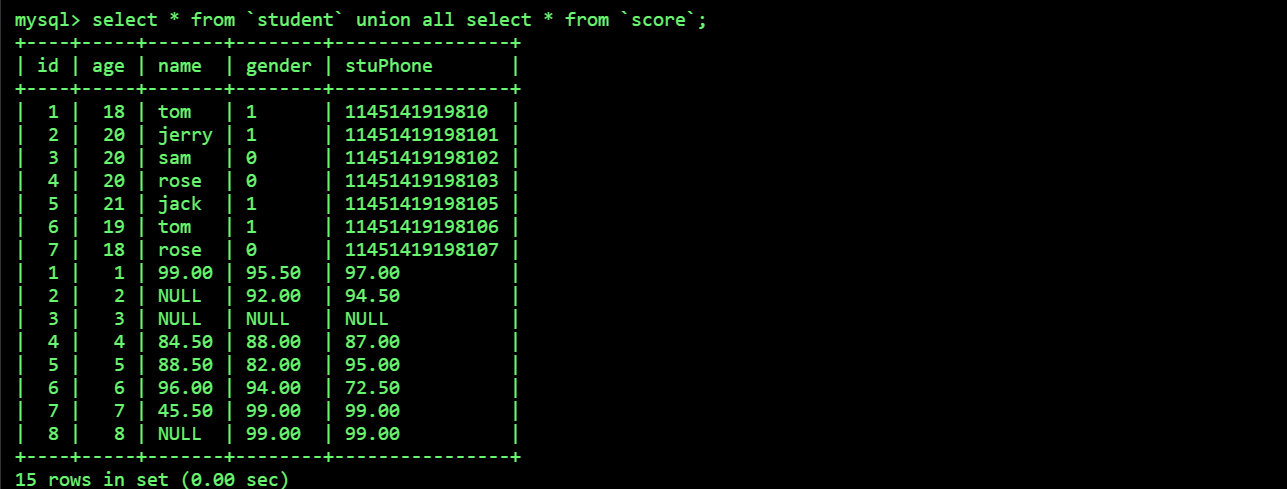 mysql> select * from `student` union all select * from `score`;
+----+-----+-------+--------+----------------+
| id | age | name  | gender | stuPhone       |
+----+-----+-------+--------+----------------+
|  1 |  18 | tom   | 1      | 1145141919810  |
|  2 |  20 | jerry | 1      | 11451419198101 |
|  3 |  20 | sam   | 0      | 11451419198102 |
|  4 |  20 | rose  | 0      | 11451419198103 |
|  5 |  21 | jack  | 1      | 11451419198105 |
|  6 |  19 | tom   | 1      | 11451419198106 |
|  7 |  18 | rose  | 0      | 11451419198107 |
|  1 |   1 | 99.00 | 95.50  | 97.00          |
|  2 |   2 | NULL  | 92.00  | 94.50          |
|  3 |   3 | NULL  | NULL   | NULL           |
|  4 |   4 | 84.50 | 88.00  | 87.00          |
|  5 |   5 | 88.50 | 82.00  | 95.00          |
|  6 |   6 | 96.00 | 94.00  | 72.50          |
|  7 |   7 | 45.50 | 99.00  | 99.00          |
|  8 |   8 | NULL  | 99.00  | 99.00          |
+----+-----+-------+--------+----------------+
15 rows in set (0.00 sec)